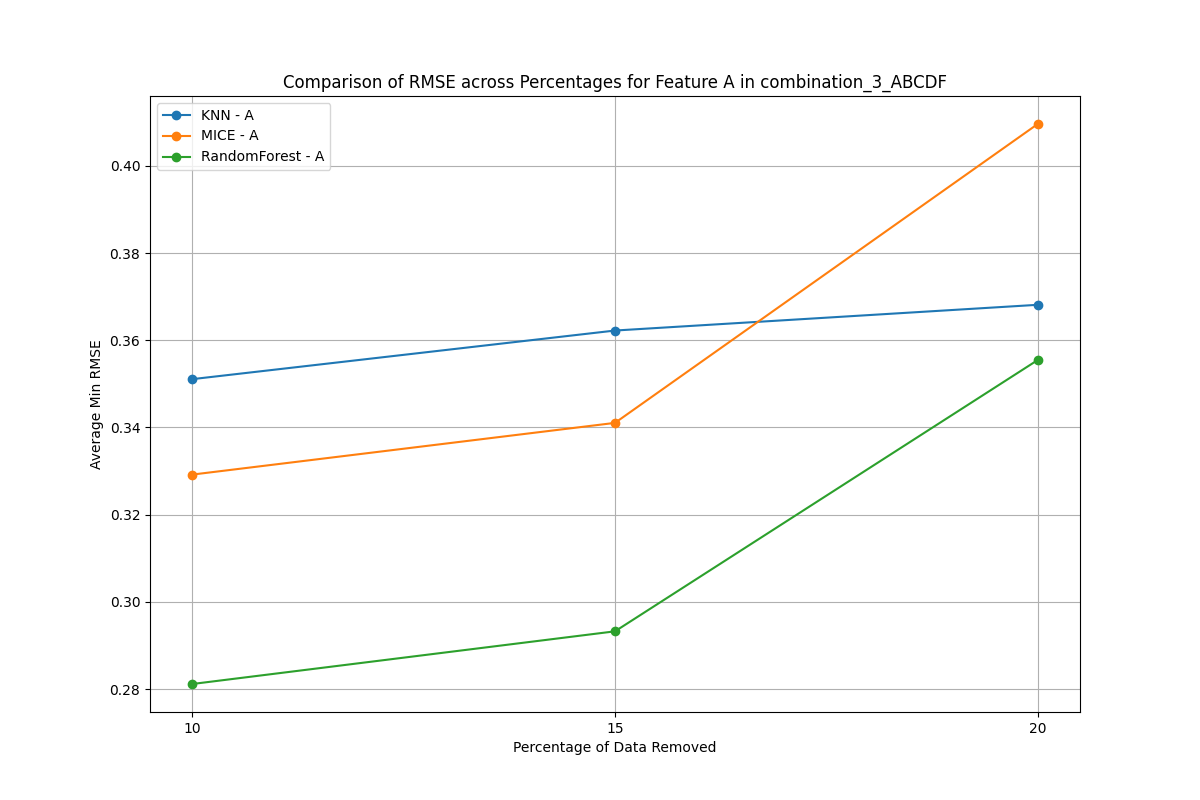 Comparison of RMSE across Percentages for Feature A in combination_3_ABCDF
KNN - A
MICE - A
RandomForest - A
Average Min RMSE
0.40
0.38
0.36
0.34
0.32
0.30
0.28
10
15
20
Percentage of Data Removed